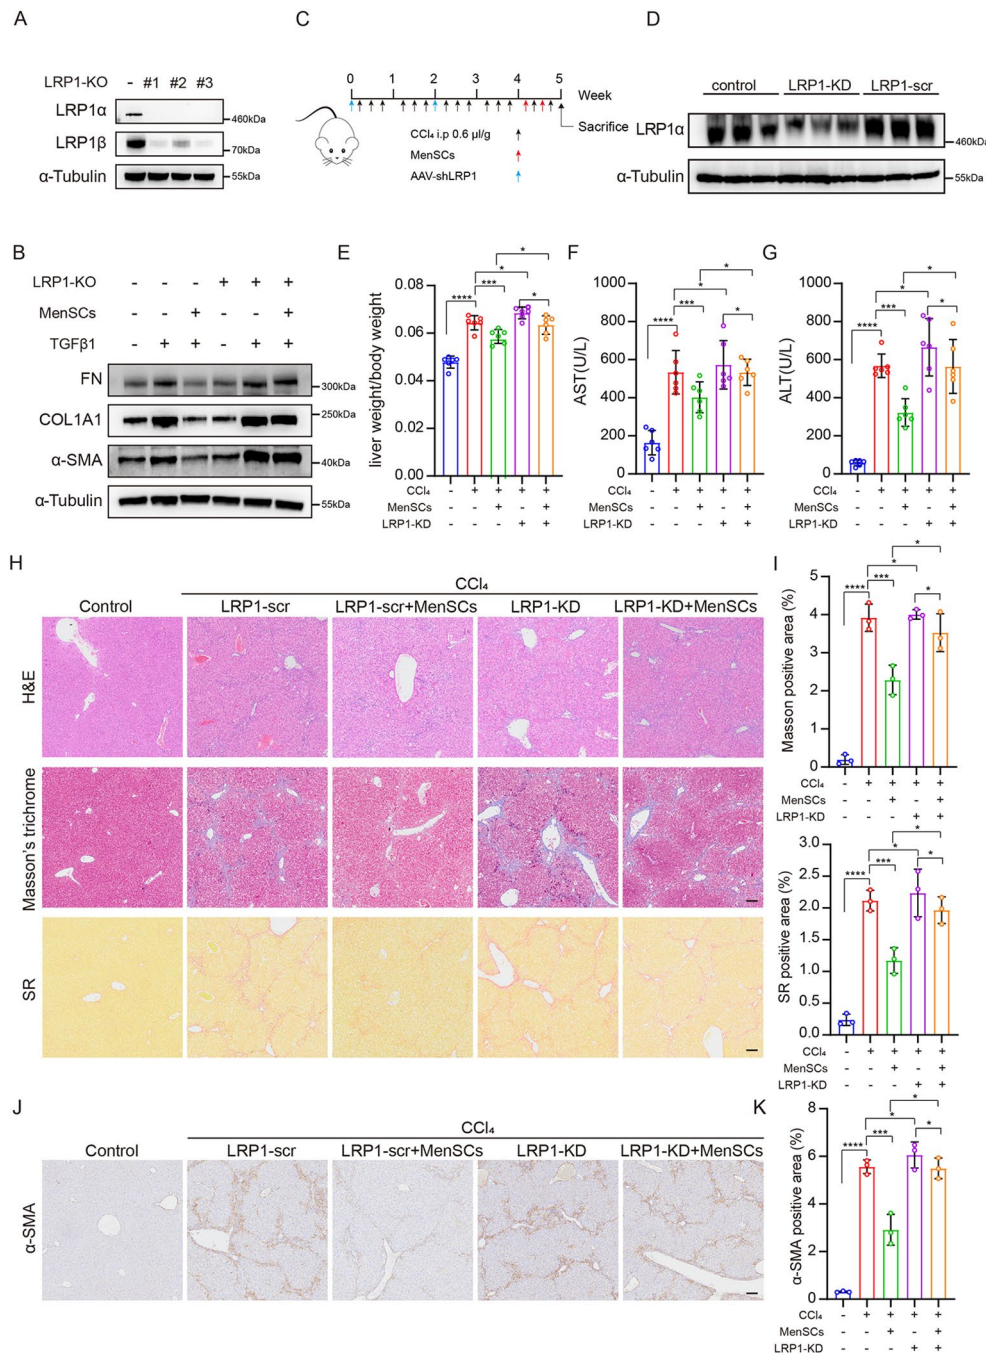 A
LRP1-KO - #1 #2 #3
LRP1α
460kDa
LRP1β
70kDa
α-Tubulin
55kDa
B
LRP1-KO - - - + + +
MenSCs - - + - - +
TGFβ1 - + + - + +
FN
300kDa
COL1A1
250kDa
α-SMA
40kDa
α-Tubulin
55kDa
C
0 1 2 3 4 5
Week
Sacrifice
CCl₄ i.p 0.6 µl/g
MenSCs
AAV-shLRP1
D
control LRP1-KD LRP1-scr
LRP1α
460kDa
α-Tubulin
55kDa
E
liver weight/body weight
0.08
0.06
0.04
0.02
0.00
**** *** * * *
CCl₄ - + + + +
MenSCs - - + - +
LRP1-KD - - - + +
F
AST(U/L)
1000
800
600
400
200
0
**** *** * * *
CCl₄ - + + + +
MenSCs - - + - +
LRP1-KD - - - + +
G
ALT(U/L)
1000
800
600
400
200
0
**** *** * * *
CCl₄ - + + + +
MenSCs - - + - +
LRP1-KD - - - + +
H
CCl₄
Control LRP1-scr LRP1-scr+MenSCs LRP1-KD LRP1-KD+MenSCs
H&E
Masson's trichrome
SR
I
Masson positive area (%)
5
4
3
2
1
0
**** *** * * *
CCl₄ - + + + +
MenSCs - - + - +
LRP1-KD - - - + +
SR positive area (%)
3.0
2.5
2.0
1.5
1.0
0.5
0.0
**** *** * * *
CCl₄ - + + + +
MenSCs - - + - +
LRP1-KD - - - + +
J
CCl₄
Control LRP1-scr LRP1-scr+MenSCs LRP1-KD LRP1-KD+MenSCs
α-SMA
K
α-SMA positive area (%)
8
6
4
2
0
**** *** * * *
CCl₄ - + + + +
MenSCs - - + - +
LRP1-KD - - - + +